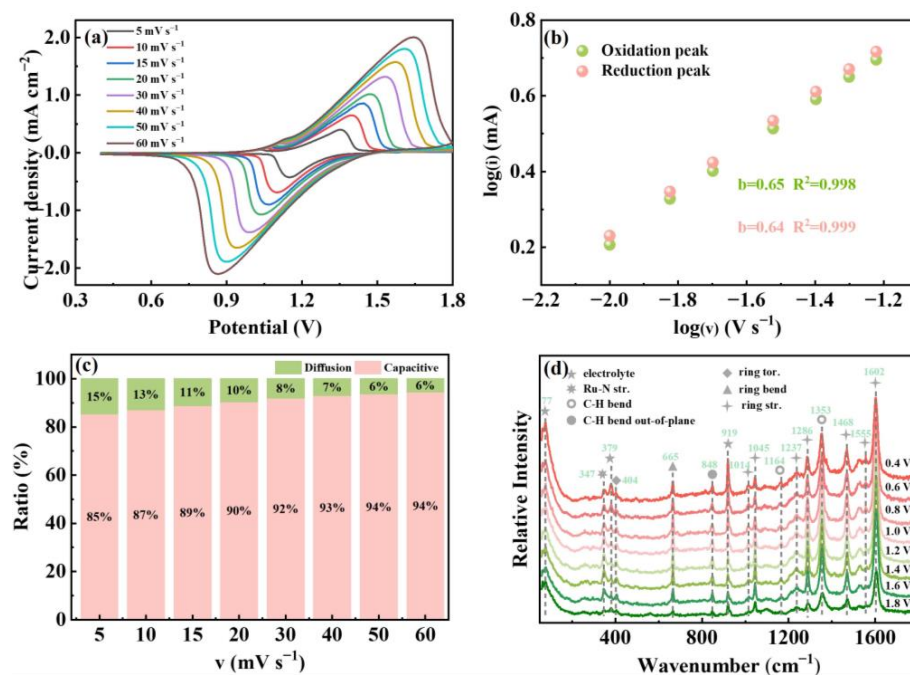 (a)
5 mV s⁻¹
10 mV s⁻¹
15 mV s⁻¹
20 mV s⁻¹
30 mV s⁻¹
40 mV s⁻¹
50 mV s⁻¹
60 mV s⁻¹
Current density (mA cm⁻²)
2.0
1.0
-0.0
-1.0
-2.0
0.3 0.6 0.9 1.2 1.5 1.8
Potential (V)
(b)
Oxidation peak
Reduction peak
log(i) (mA)
0.8
0.6
0.4
0.2
b=0.65 R²=0.998
b=0.64 R²=0.999
−2.2 −2.0 −1.8 −1.6 −1.4 −1.2 −1.0
log(v) (V s⁻¹)
(c)
Diffusion Capacitive
Ratio (%)
100
80
60
40
20
0
15% 13% 11% 10% 8% 7% 6% 6%
85% 87% 89% 90% 92% 93% 94% 94%
5 10 15 20 30 40 50 60
v (mV s⁻¹)
(d)
electrolyte
Ru-N str.
C-H bend
C-H bend out-of-plane
ring tor.
ring bend
ring str.
Relative Intensity
77
347
379
404
665
848
919
1014
1045
1164
1237
1286
1353
1468
1555
1602
0.4 V
0.6 V
0.8 V
1.0 V
1.2 V
1.4 V
1.6 V
1.8 V
400 800 1200 1600
Wavenumber (cm⁻¹)